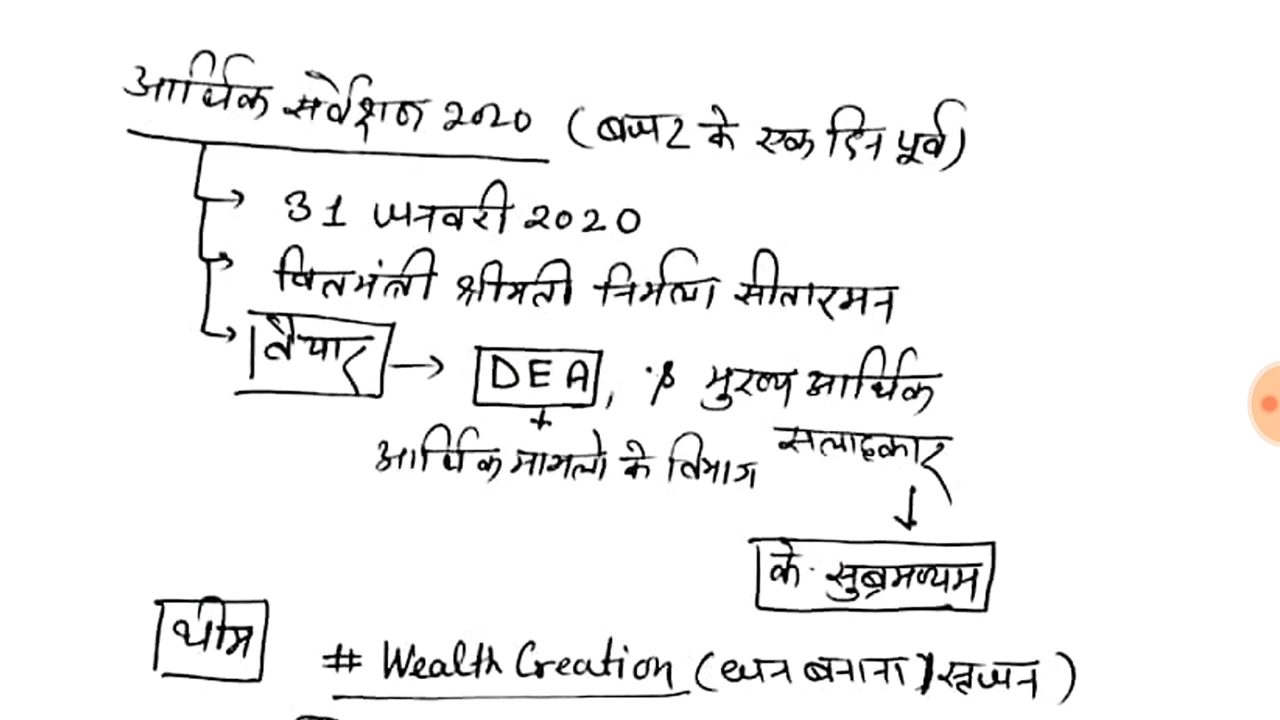 आर्थिक सर्वेक्षण 2020 (बजट के एक दिन पूर्व)
31 जनवरी 2020
वित्तमंत्री श्रीमती निर्मला सीतारमन
तैयार → DEA, मुख्य आर्थिक
+ सलाहकार
आर्थिक मामलो के विभाग
↓
के. सुब्रमण्यम
थीम
# Wealth Creation (धन बनाना / सृजन)